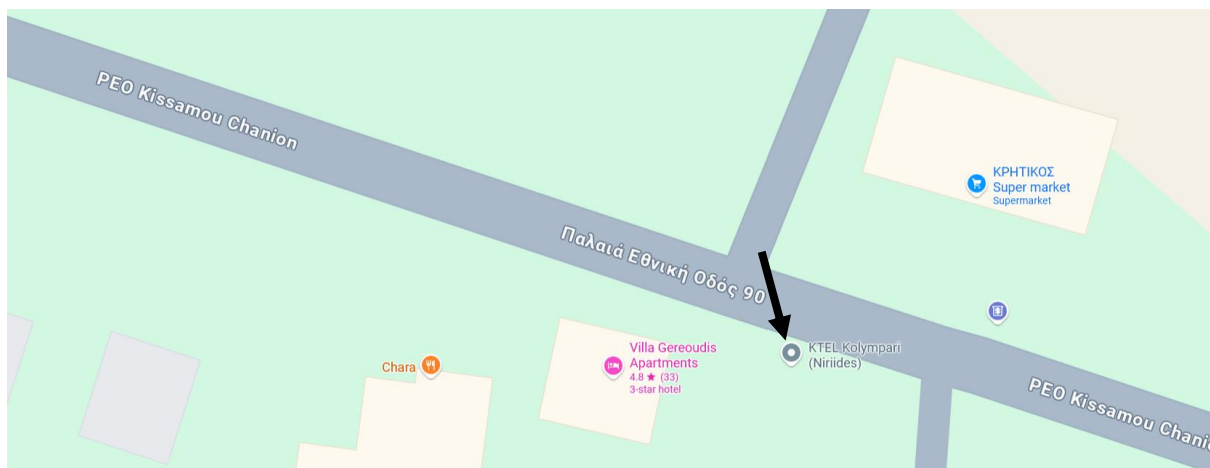 PEO Kissamou Chanion
ΚΡΗΤΙΚΟΣ
Super market
Supermarket
Παλαιά Εθνική Οδός 90
Villa Gereoudis
Apartments
4.8 ★ (33)
3-star hotel
KTEL Kolympari
(Niriides)
Chara
PEO Kissamou Chani